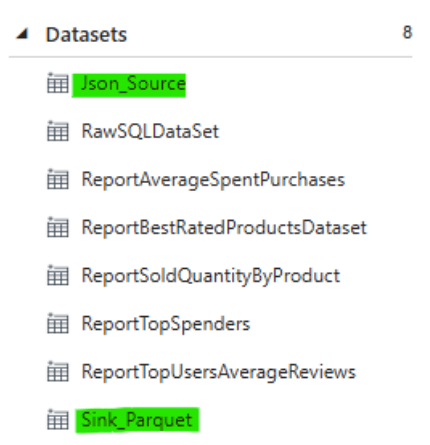 Datasets 8
Json_Source
RawSQLDataSet
ReportAverageSpentPurchases
ReportBestRatedProductsDataset
ReportSoldQuantityByProduct
ReportTopSpenders
ReportTopUsersAverageReviews
Sink_Parquet